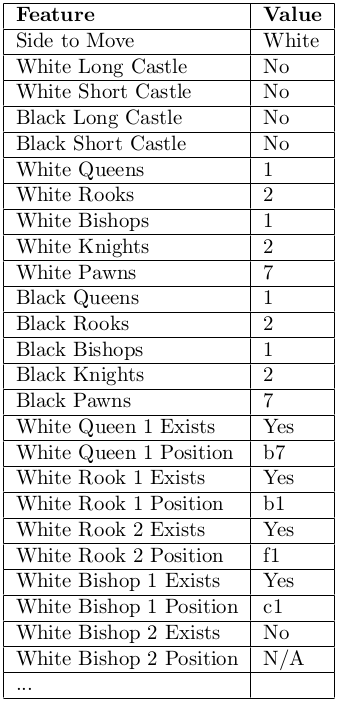 Feature Value
Side to Move White
White Long Castle No
White Short Castle No
Black Long Castle No
Black Short Castle No
White Queens 1
White Rooks 2
White Bishops 1
White Knights 2
White Pawns 7
Black Queens 1
Black Rooks 2
Black Bishops 1
Black Knights 2
Black Pawns 7
White Queen 1 Exists Yes
White Queen 1 Position b7
White Rook 1 Exists Yes
White Rook 1 Position b1
White Rook 2 Exists Yes
White Rook 2 Position f1
White Bishop 1 Exists Yes
White Bishop 1 Position c1
White Bishop 2 Exists No
White Bishop 2 Position N/A
...